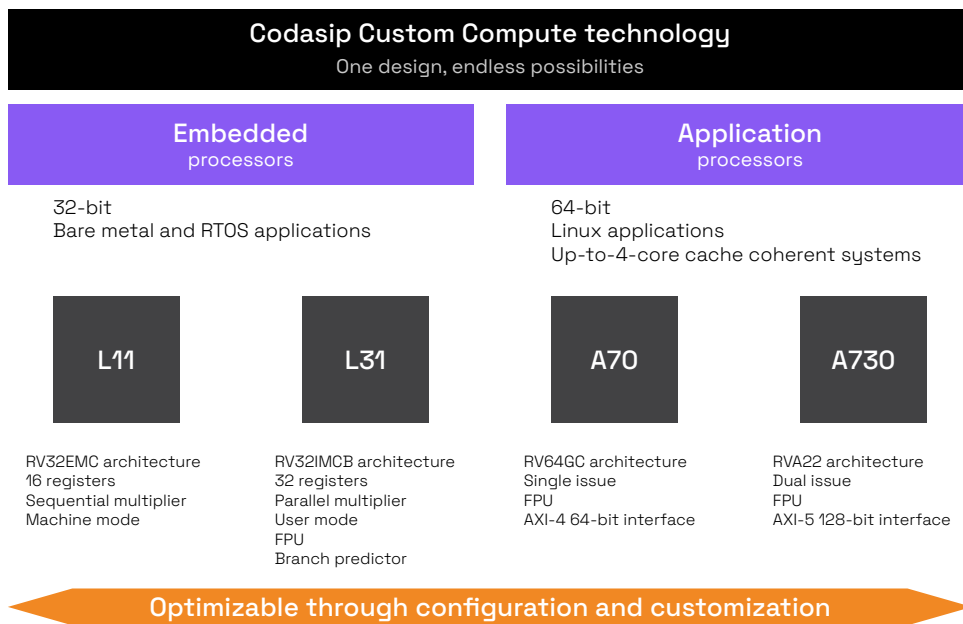 Codasip Custom Compute technology
One design, endless possibilities
Embedded
processors
32-bit
Bare metal and RTOS applications
Application
processors
64-bit
Linux applications
Up-to-4-core cache coherent systems
L11
RV32EMC architecture
16 registers
Sequential multiplier
Machine mode
L31
RV32IMCB architecture
32 registers
Parallel multiplier
User mode
FPU
Branch predictor
A70
RV64GC architecture
Single issue
FPU
AXI-4 64-bit interface
A730
RVA22 architecture
Dual issue
FPU
AXI-5 128-bit interface
Optimizable through configuration and customization